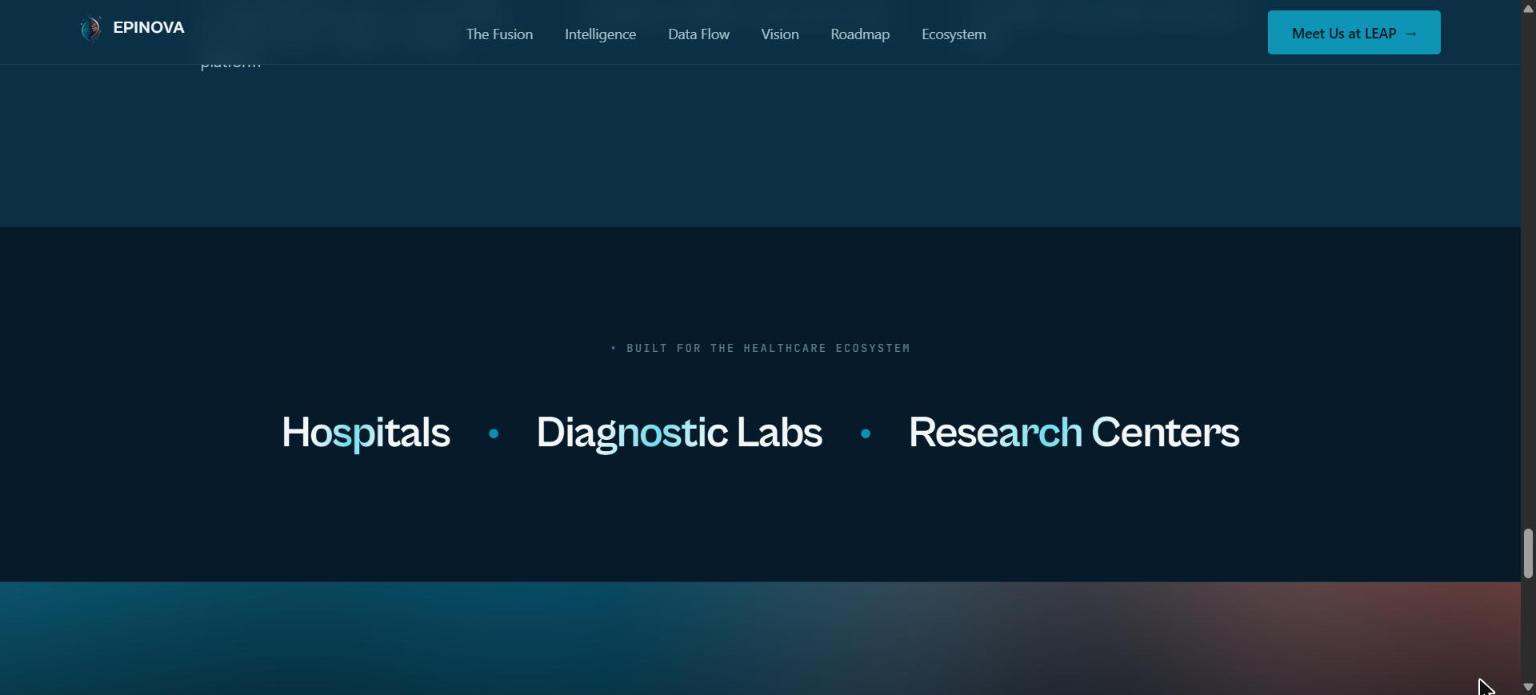 EPINOVA
The Fusion Intelligence Data Flow Vision Roadmap Ecosystem
Meet Us at LEAP →
platform
• BUILT FOR THE HEALTHCARE ECOSYSTEM
Hospitals • Diagnostic Labs • Research Centers